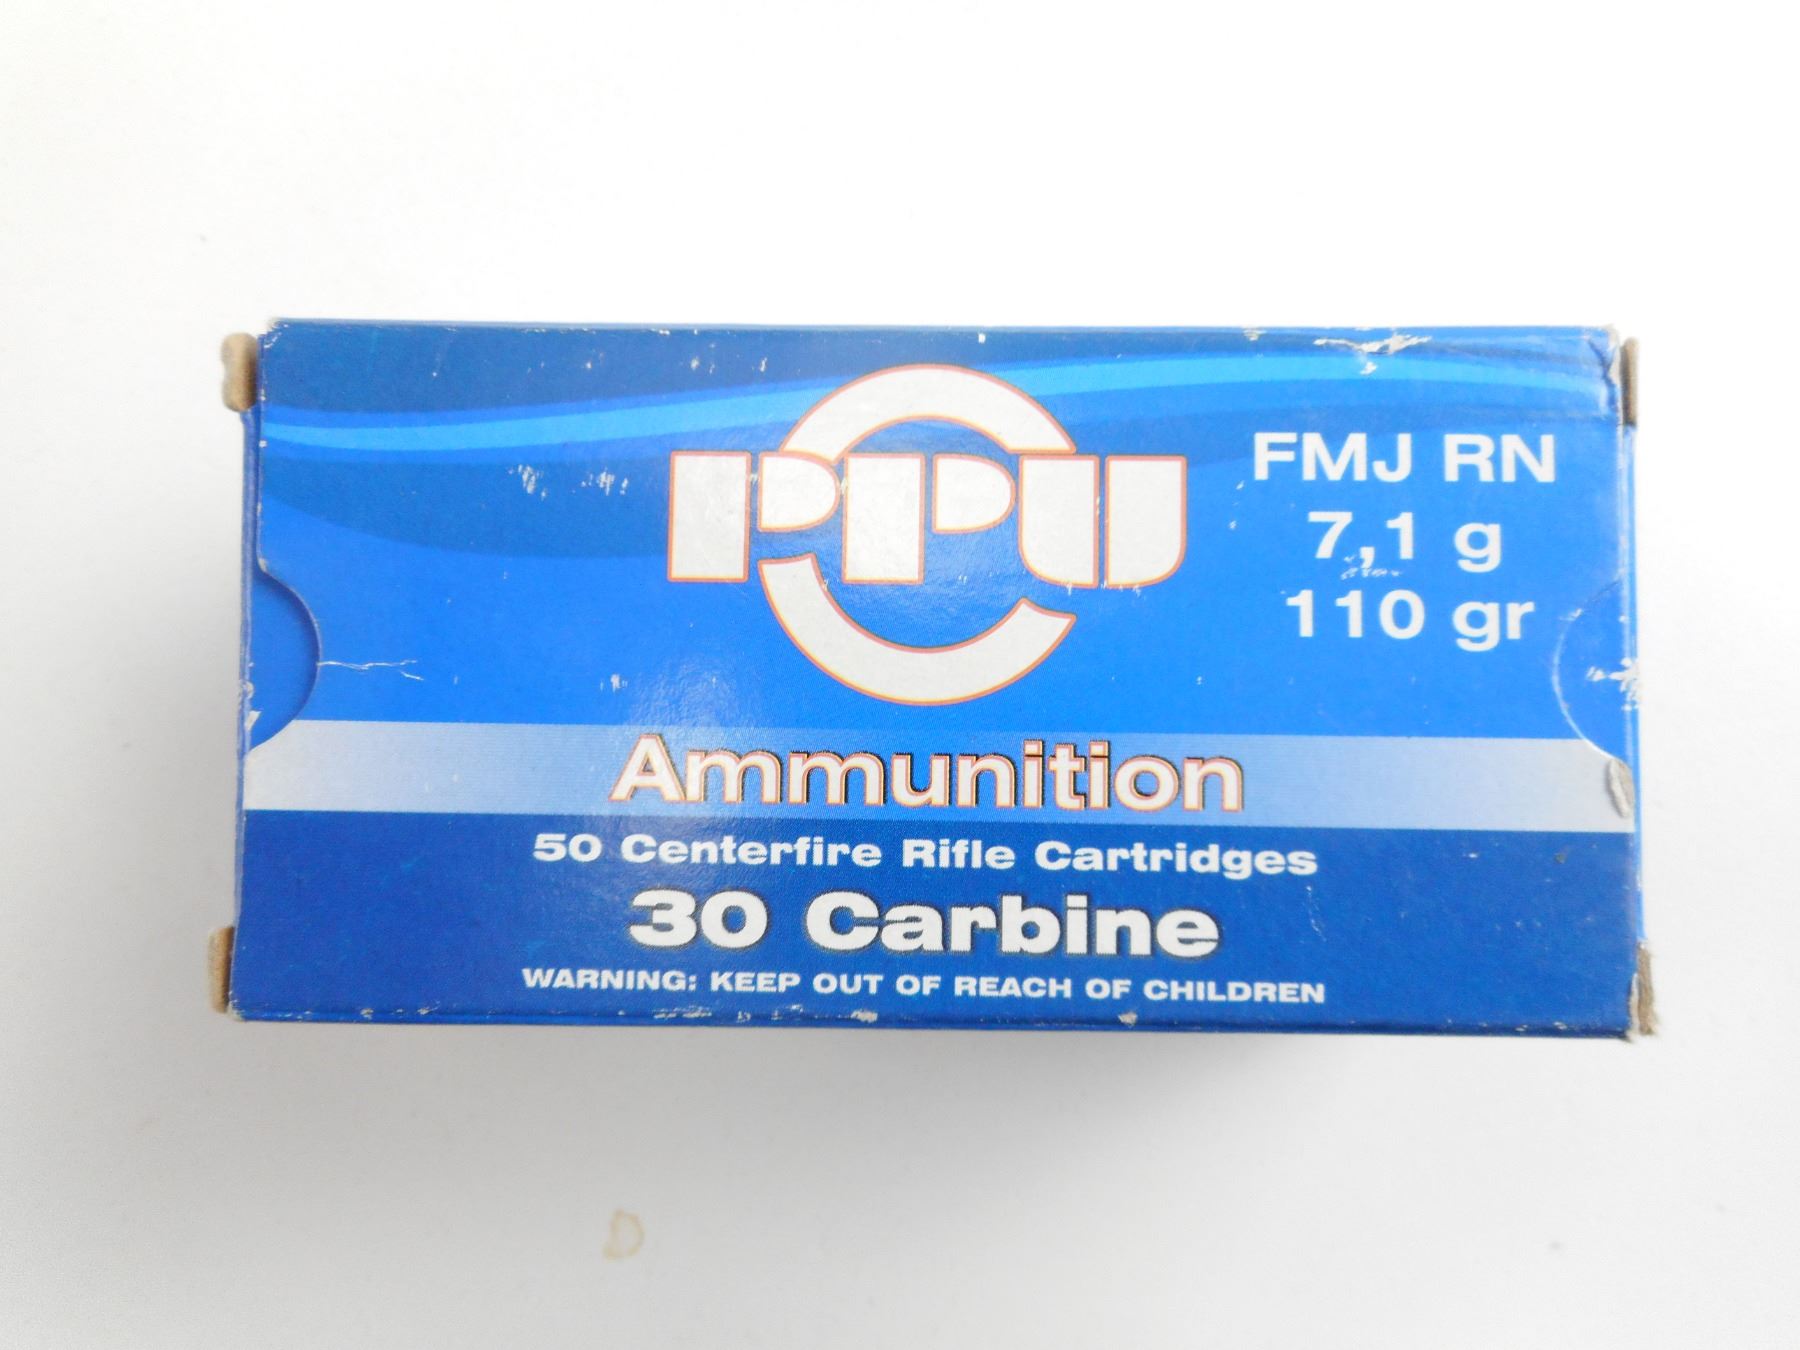 PPU
FMJ RN
7,1 g
110 gr
Ammunition
50 Centerfire Rifle Cartridges
30 Carbine
WARNING: KEEP OUT OF REACH OF CHILDREN